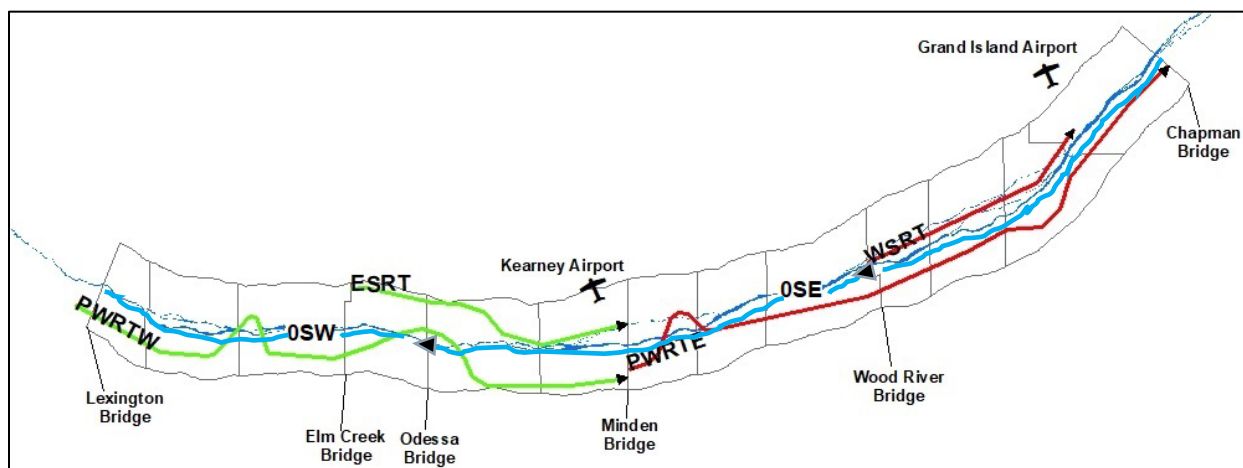 Grand Island Airport
Chapman
Bridge
WSRT
Kearney Airport
ESRT
0SE
PWRTW
0SW
PWRTE
Lexington
Bridge
Elm Creek
Bridge
Odessa
Bridge
Minden
Bridge
Wood River
Bridge